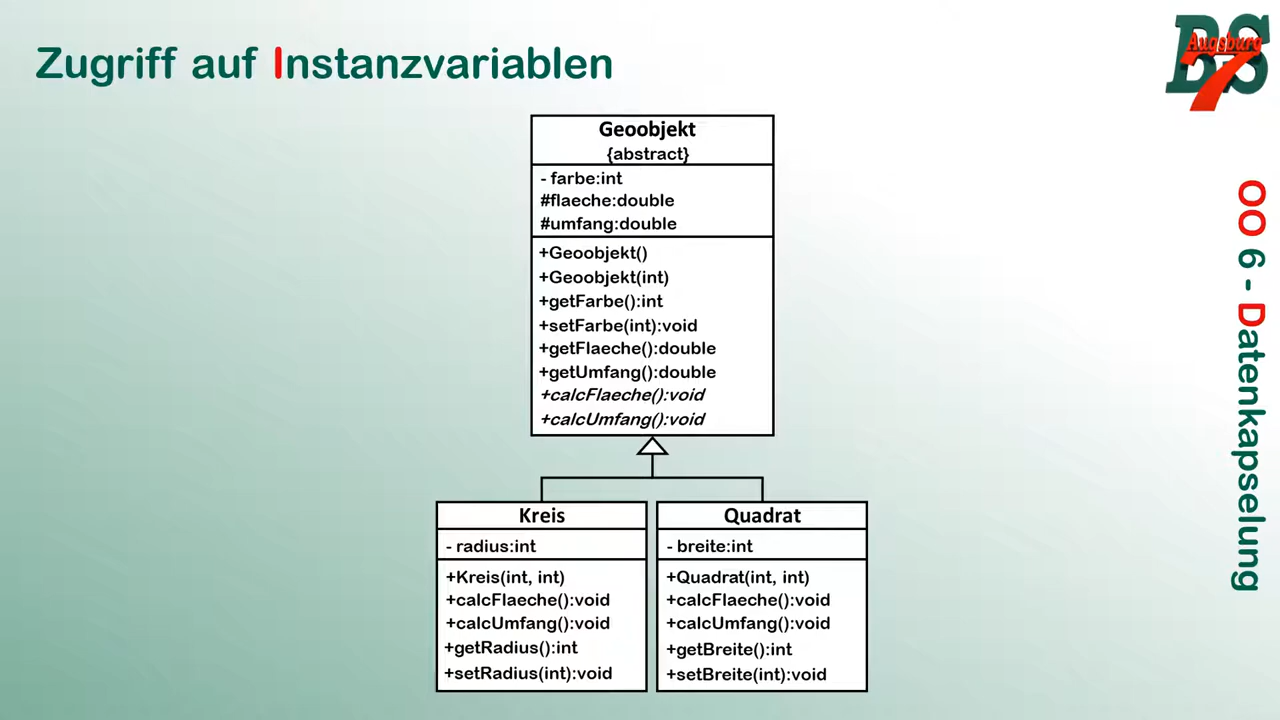 Zugriff auf Instanzvariablen
BS
Augsburg
7
Geoobjekt
{abstract}
- farbe:int
#flaeche:double
#umfang:double
+Geoobjekt()
+Geoobjekt(int)
+getFarbe():int
+setFarbe(int):void
+getFlaeche():double
+getUmfang():double
+calcFlaeche():void
+calcUmfang():void
Kreis
- radius:int
+Kreis(int, int)
+calcFlaeche():void
+calcUmfang():void
+getRadius():int
+setRadius(int):void
Quadrat
- breite:int
+Quadrat(int, int)
+calcFlaeche():void
+calcUmfang():void
+getBreite():int
+setBreite(int):void
OO 6 - Datenkapselung